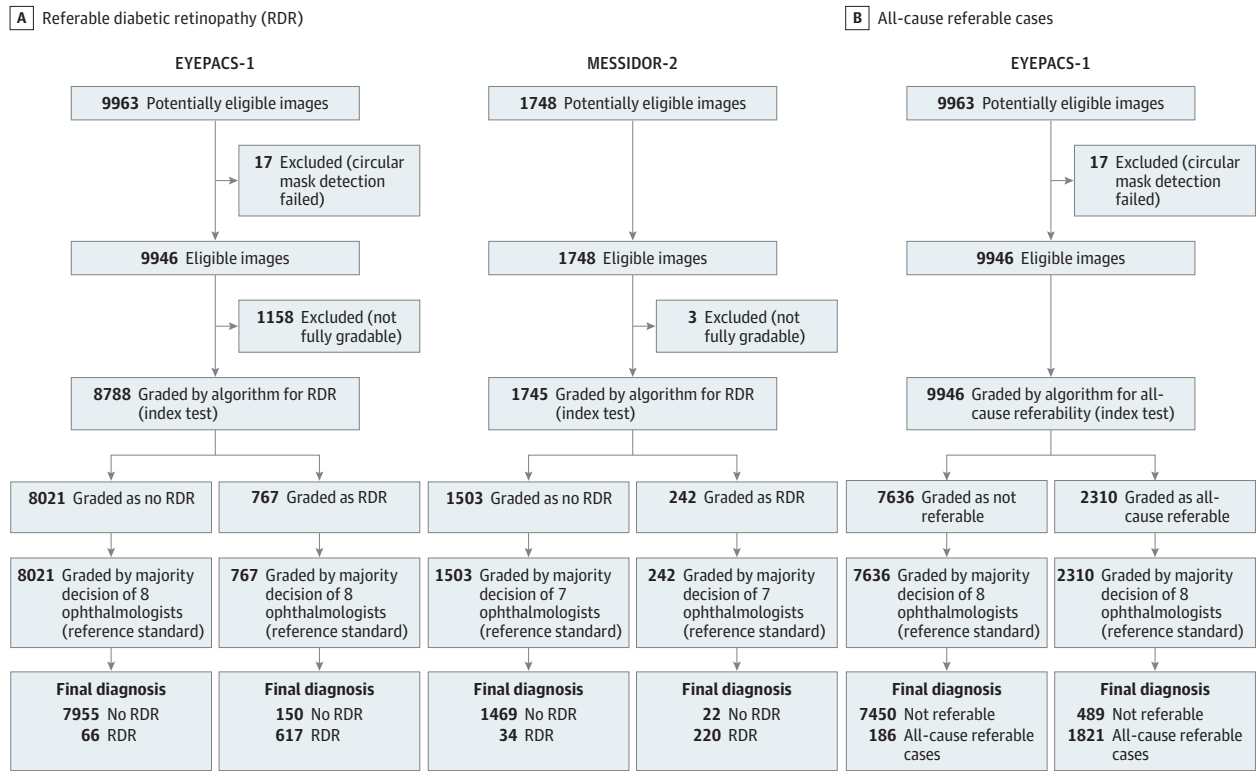 A Referable diabetic retinopathy (RDR)
EYEPACS-1
9963 Potentially eligible images
17 Excluded (circular
mask detection
failed)
9946 Eligible images
1158 Excluded (not
fully gradable)
8788 Graded by algorithm for RDR
(index test)
8021 Graded as no RDR
767 Graded as RDR
8021 Graded by majority
decision of 8
ophthalmologists
(reference standard)
767 Graded by majority
decision of 8
ophthalmologists
(reference standard)
Final diagnosis
7955 No RDR
66 RDR
Final diagnosis
150 No RDR
617 RDR
MESSIDOR-2
1748 Potentially eligible images
1748 Eligible images
3 Excluded (not
fully gradable)
1745 Graded by algorithm for RDR
(index test)
1503 Graded as no RDR
242 Graded as RDR
1503 Graded by majority
decision of 7
ophthalmologists
(reference standard)
242 Graded by majority
decision of 7
ophthalmologists
(reference standard)
Final diagnosis
1469 No RDR
34 RDR
Final diagnosis
22 No RDR
220 RDR
B All-cause referable cases
EYEPACS-1
9963 Potentially eligible images
17 Excluded (circular
mask detection
failed)
9946 Eligible images
9946 Graded by algorithm for all-
cause referability (index test)
7636 Graded as not
referable
2310 Graded as all-
cause referable
7636 Graded by majority
decision of 8
ophthalmologists
(reference standard)
2310 Graded by majority
decision of 8
ophthalmologists
(reference standard)
Final diagnosis
7450 Not referable
186 All-cause referable
cases
Final diagnosis
489 Not referable
1821 All-cause referable
cases